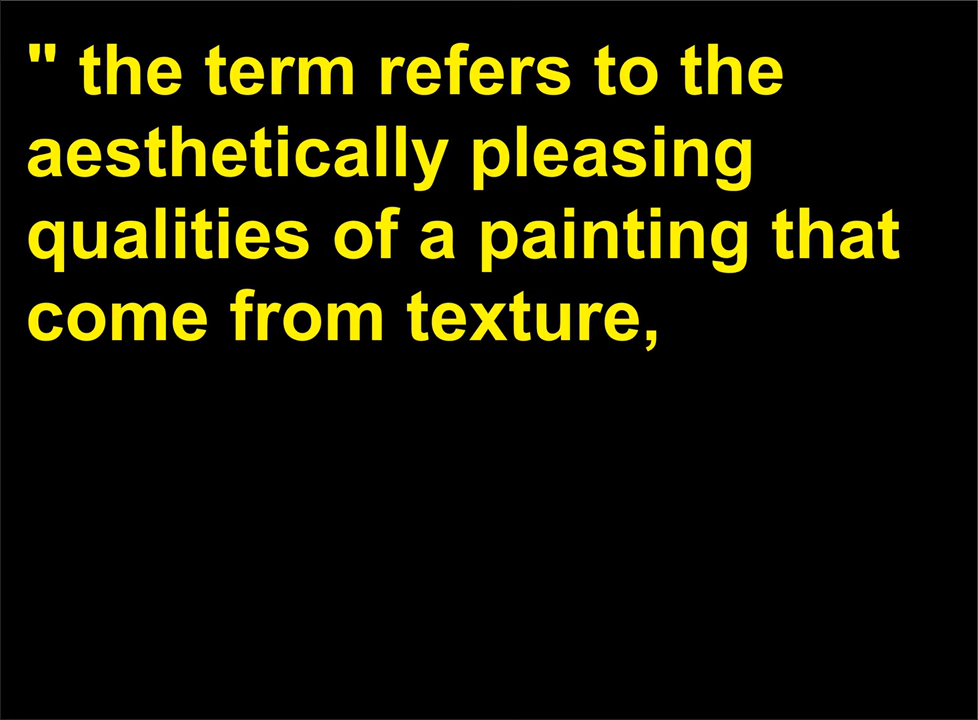 " the term refers to the
aesthetically pleasing
qualities of a painting that
come from texture,